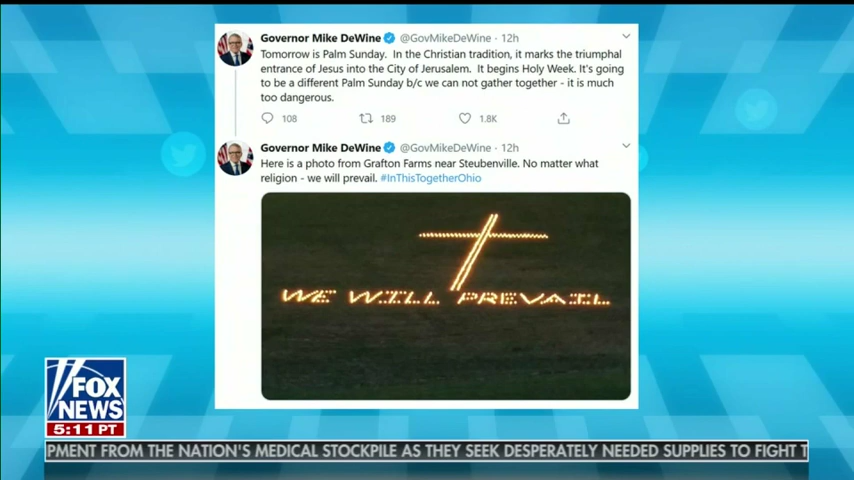 Governor Mike DeWine @GovMikeDeWine · 12h
Tomorrow is Palm Sunday. In the Christian tradition, it marks the triumphal
entrance of Jesus into the City of Jerusalem. It begins Holy Week. It's going
to be a different Palm Sunday b/c we can not gather together - it is much
too dangerous.
108 189 1.8K
Governor Mike DeWine @GovMikeDeWine · 12h
Here is a photo from Grafton Farms near Steubenville. No matter what
religion - we will prevail. #InThisTogetherOhio
WE WILL PREVAIL
FOX
NEWS
5:11 PT
PMENT FROM THE NATION'S MEDICAL STOCKPILE AS THEY SEEK DESPERATELY NEEDED SUPPLIES TO FIGHT T